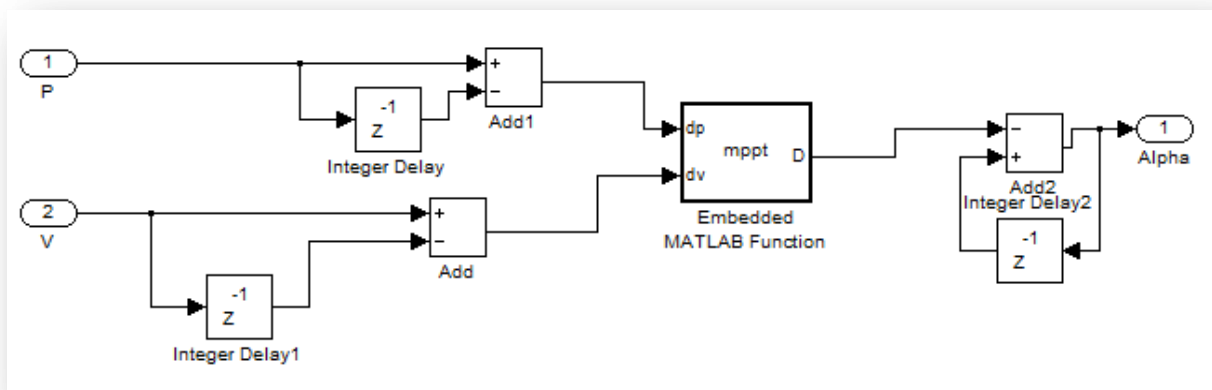 1
P
+
−
Add1
-1
Z
Integer Delay
dp
mppt
D
dv
Embedded
MATLAB Function
−
+
Add2
1
Alpha
Integer Delay2
-1
Z
2
V
+
−
Add
-1
Z
Integer Delay1